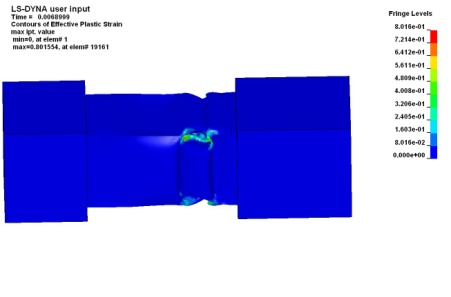 LS-DYNA user input
Time = 0.0068999
Contours of Effective Plastic Strain
max ipt. value
min=0, at elem# 1
max=0.801554, at elem# 19161
Fringe Levels
8.016e-01
7.214e-01
6.412e-01
5.611e-01
4.809e-01
4.008e-01
3.206e-01
2.405e-01
1.603e-01
8.016e-02
0.000e+00